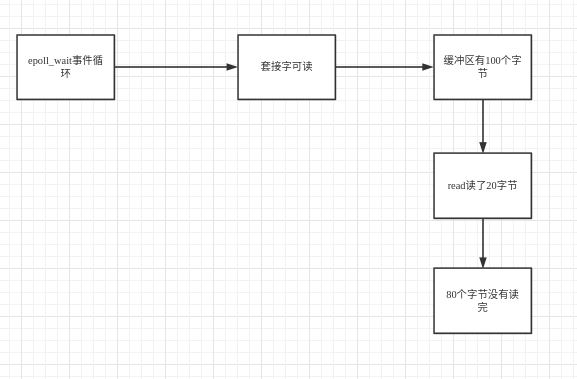 epoll_wait事件循
环
套接字可读
缓冲区有100个字
节
read读了20字节
80个字节没有读
完